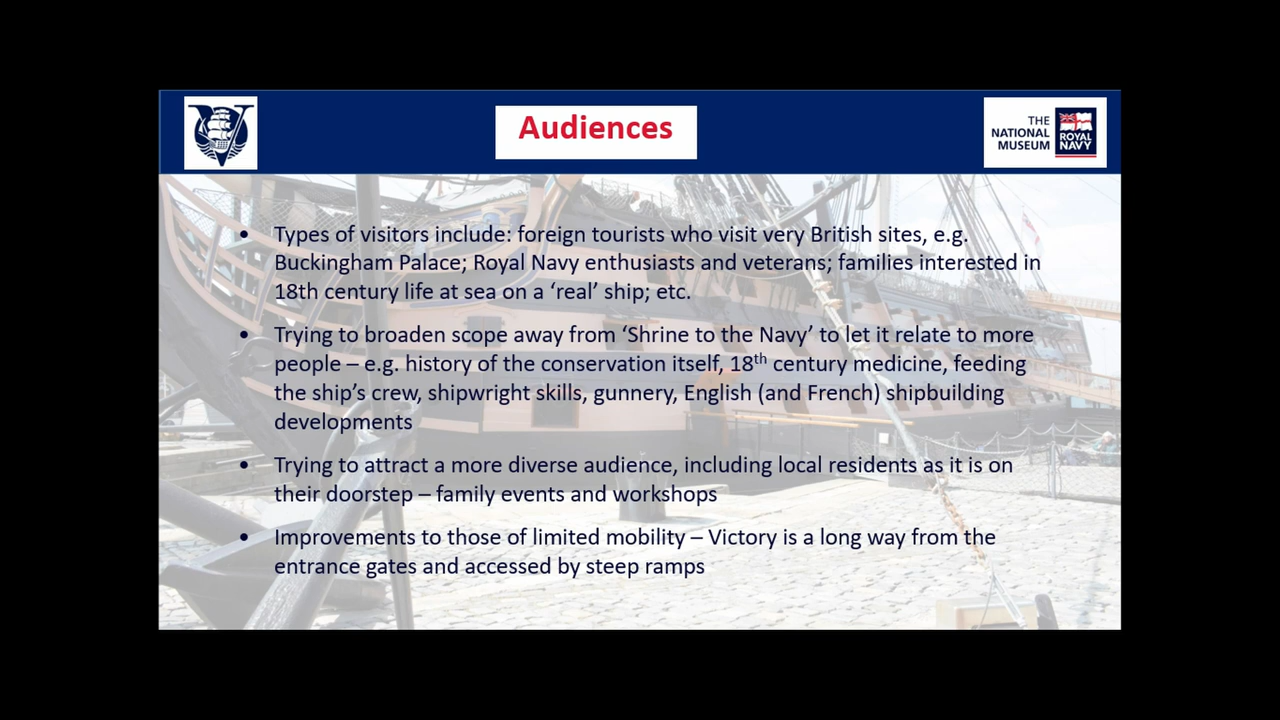 Audiences
THE
NATIONAL
MUSEUM
ROYAL
NAVY
• Types of visitors include: foreign tourists who visit very British sites, e.g.
Buckingham Palace; Royal Navy enthusiasts and veterans; families interested in
18th century life at sea on a ‘real’ ship; etc.
• Trying to broaden scope away from ‘Shrine to the Navy’ to let it relate to more
people – e.g. history of the conservation itself, 18th century medicine, feeding
the ship’s crew, shipwright skills, gunnery, English (and French) shipbuilding
developments
• Trying to attract a more diverse audience, including local residents as it is on
their doorstep – family events and workshops
• Improvements to those of limited mobility – Victory is a long way from the
entrance gates and accessed by steep ramps